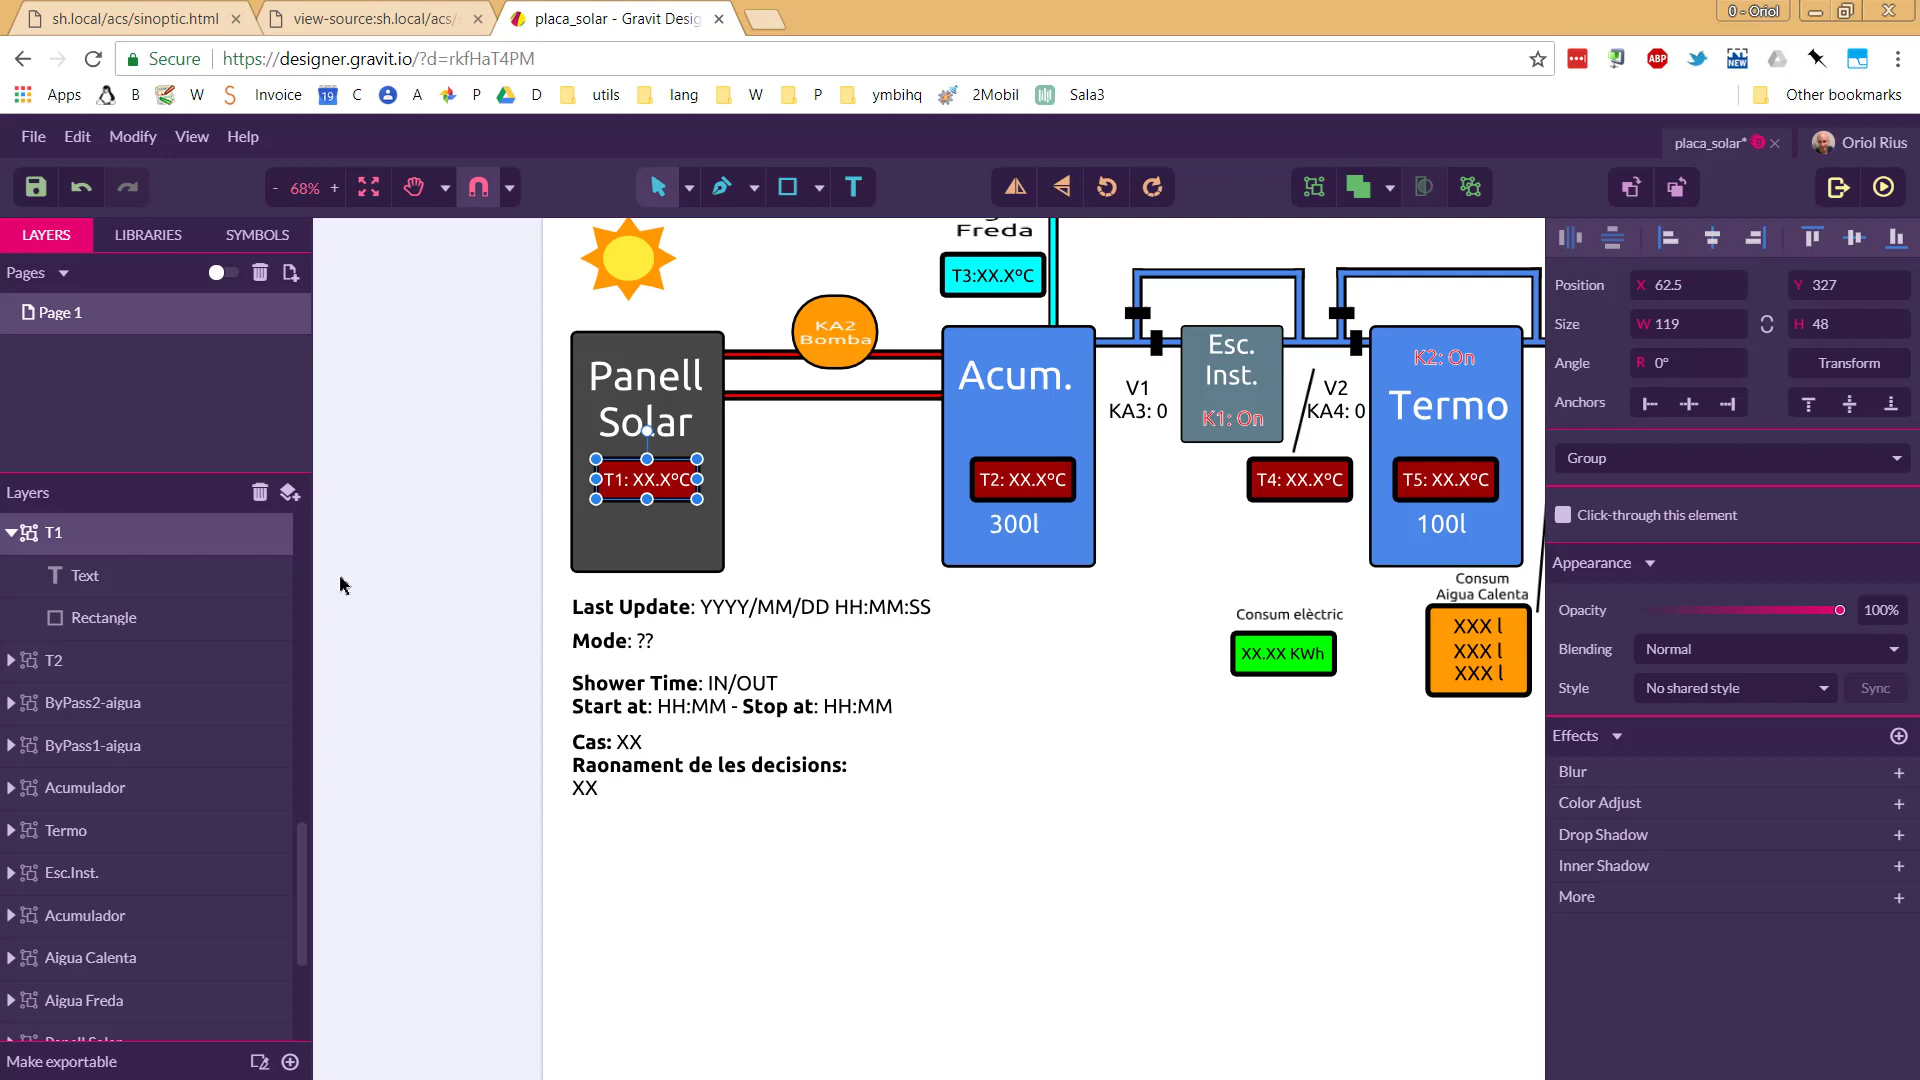 sh.local/acs/sinoptic.html
view-source:sh.local/acs/
placa_solar - Gravit Desig
0 - Oriol
Secure
https://designer.gravit.io/?d=rkfHaT4PM
ABP
NEW
Apps
B
W
Invoice
19
C
A
P
D
utils
lang
W
P
ymbihq
2Mobil
Sala3
Other bookmarks
File
Edit
Modify
View
Help
placa_solar*
Oriol Rius
- 68% +
LAYERS
LIBRARIES
SYMBOLS
Pages
Page 1
Layers
T1
Text
Rectangle
T2
ByPass2-aigua
ByPass1-aigua
Acumulador
Termo
Esc.Inst.
Acumulador
Aigua Calenta
Aigua Freda
Make exportable
Freda
T3:XX.XºC
KA2
Bomba
Panell
Solar
T1: XX.XºC
Acum.
T2: XX.XºC
300l
V1
KA3: 0
Esc.
Inst.
K1: On
V2
KA4: 0
T4: XX.XºC
K2: On
Termo
T5: XX.XºC
100l
Last Update: YYYY/MM/DD HH:MM:SS
Mode: ??
Shower Time: IN/OUT
Start at: HH:MM - Stop at: HH:MM
Cas: XX
Raonament de les decisions:
XX
Consum elèctric
XX.XX KWh
Consum
Aigua Calenta
XXX l
XXX l
XXX l
Position
X 62.5
Y 327
Size
W 119
H 48
Angle
R 0°
Transform
Anchors
Group
Click-through this element
Appearance
Opacity
100%
Blending
Normal
Style
No shared style
Sync
Effects
Blur
Color Adjust
Drop Shadow
Inner Shadow
More